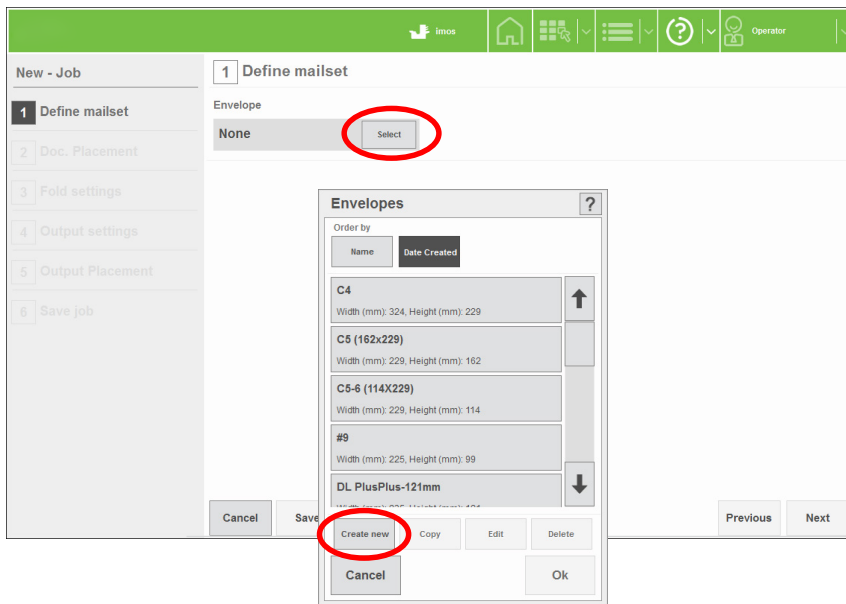 imos
?
Operator
New - Job
1 Define mailset
2 Doc. Placement
3 Fold settings
4 Output settings
5 Output Placement
6 Save job
1 Define mailset
Envelope
None
Select
Envelopes
?
Order by
Name
Date Created
C4
Width (mm): 324, Height (mm): 229
C5 (162x229)
Width (mm): 229, Height (mm): 162
C5-6 (114X229)
Width (mm): 229, Height (mm): 114
#9
Width (mm): 225, Height (mm): 99
DL PlusPlus-121mm
Create new
Copy
Edit
Delete
Cancel
Ok
Cancel
Save
Previous
Next